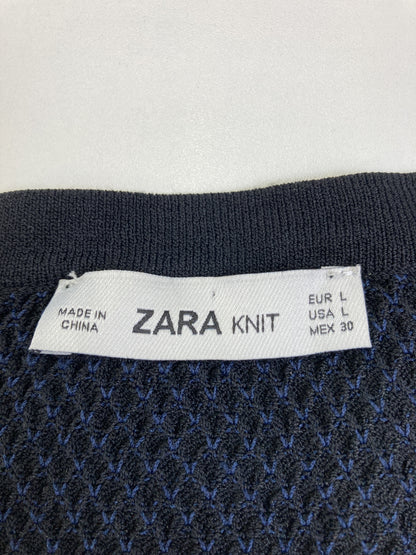 MADE IN
CHINA
ZARA KNIT
EUR L
USA L
MEX 30